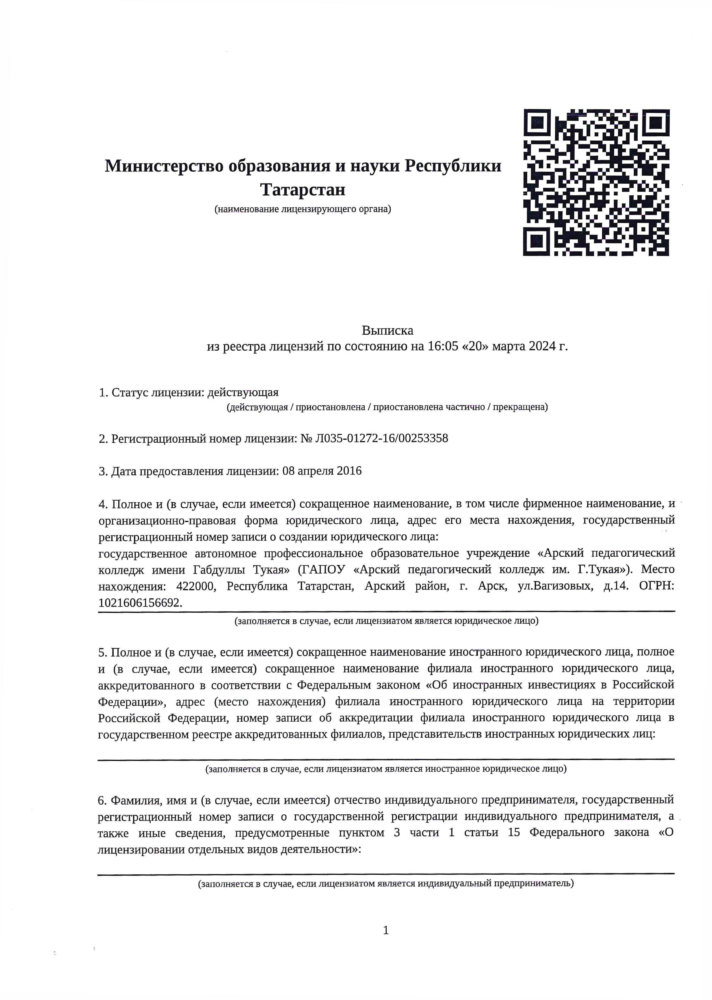 Министерство образования и науки Республики
Татарстан
(наименование лицензирующего органа)
Выписка
из реестра лицензий по состоянию на 16:05 «20» марта 2024 г.
1. Статус лицензии: действующая
(действующая / приостановлена / приостановлена частично / прекращена)
2. Регистрационный номер лицензии: № Л035-01272-16/00253358
3. Дата предоставления лицензии: 08 апреля 2016
4. Полное и (в случае, если имеется) сокращенное наименование, в том числе фирменное наименование, и
организационно-правовая форма юридического лица, адрес его места нахождения, государственный
регистрационный номер записи о создании юридического лица:
государственное автономное профессиональное образовательное учреждение «Арский педагогический
колледж имени Габдуллы Тукая» (ГАПОУ «Арский педагогический колледж им. Г.Тукая»). Место
нахождения: 422000, Республика Татарстан, Арский район, г. Арск, ул.Вагизовых, д.14. ОГРН:
1021606156692.
(заполняется в случае, если лицензиатом является юридическое лицо)
5. Полное и (в случае, если имеется) сокращенное наименование иностранного юридического лица, полное
и (в случае, если имеется) сокращенное наименование филиала иностранного юридического лица,
аккредитованного в соответствии с Федеральным законом «Об иностранных инвестициях в Российской
Федерации», адрес (место нахождения) филиала иностранного юридического лица на территории
Российской Федерации, номер записи об аккредитации филиала иностранного юридического лица в
государственном реестре аккредитованных филиалов, представительств иностранных юридических лиц:
(заполняется в случае, если лицензиатом является иностранное юридическое лицо)
6. Фамилия, имя и (в случае, если имеется) отчество индивидуального предпринимателя, государственный
регистрационный номер записи о государственной регистрации индивидуального предпринимателя, а
также иные сведения, предусмотренные пунктом 3 части 1 статьи 15 Федерального закона «О
лицензировании отдельных видов деятельности»:
(заполняется в случае, если лицензиатом является индивидуальный предприниматель)
1